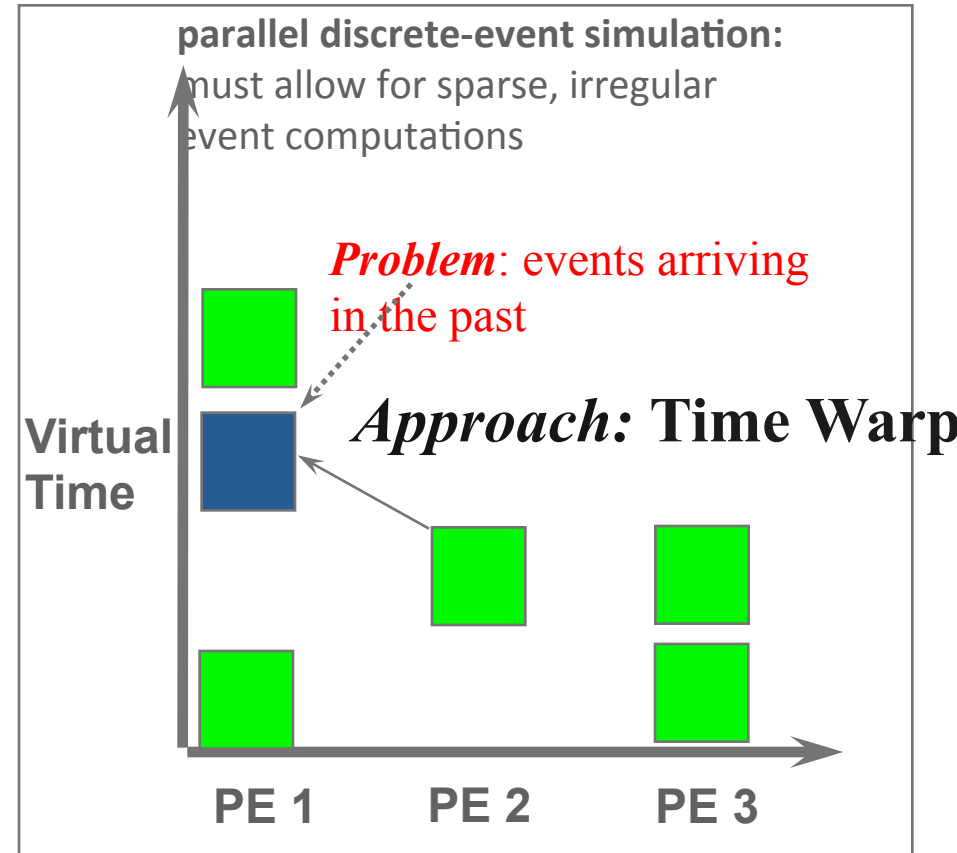 parallel discrete-event simulation:
must allow for sparse, irregular
event computations
Problem: events arriving
in the past
Approach: Time Warp
Virtual
Time
PE 1
PE 2
PE 3